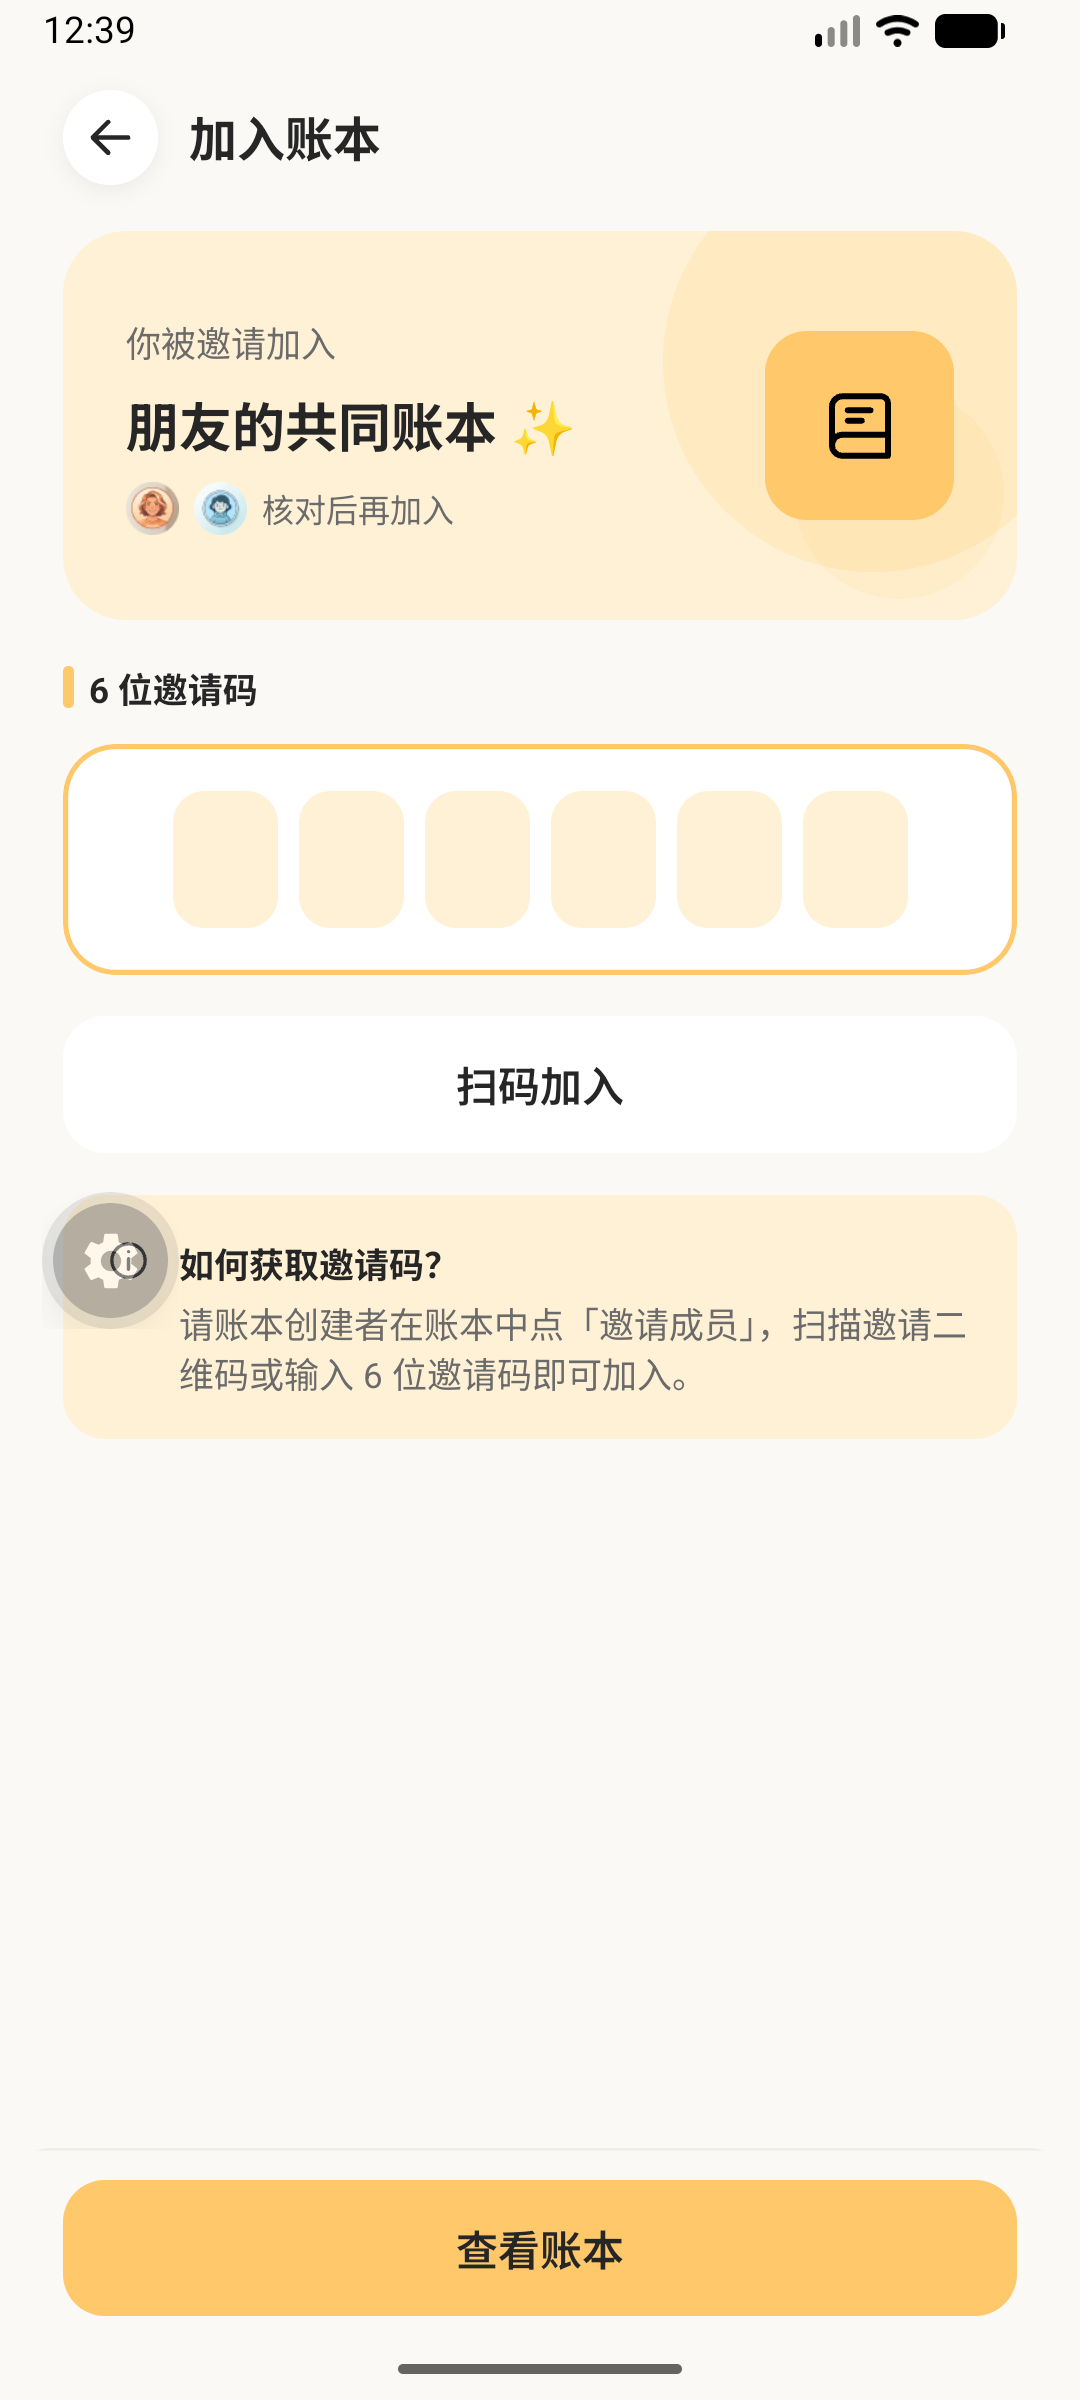 12:39
加入账本
你被邀请加入
朋友的共同账本 ✨
核对后再加入
6 位邀请码
扫码加入
如何获取邀请码？
请账本创建者在账本中点「邀请成员」，扫描邀请二
维码或输入 6 位邀请码即可加入。
查看账本